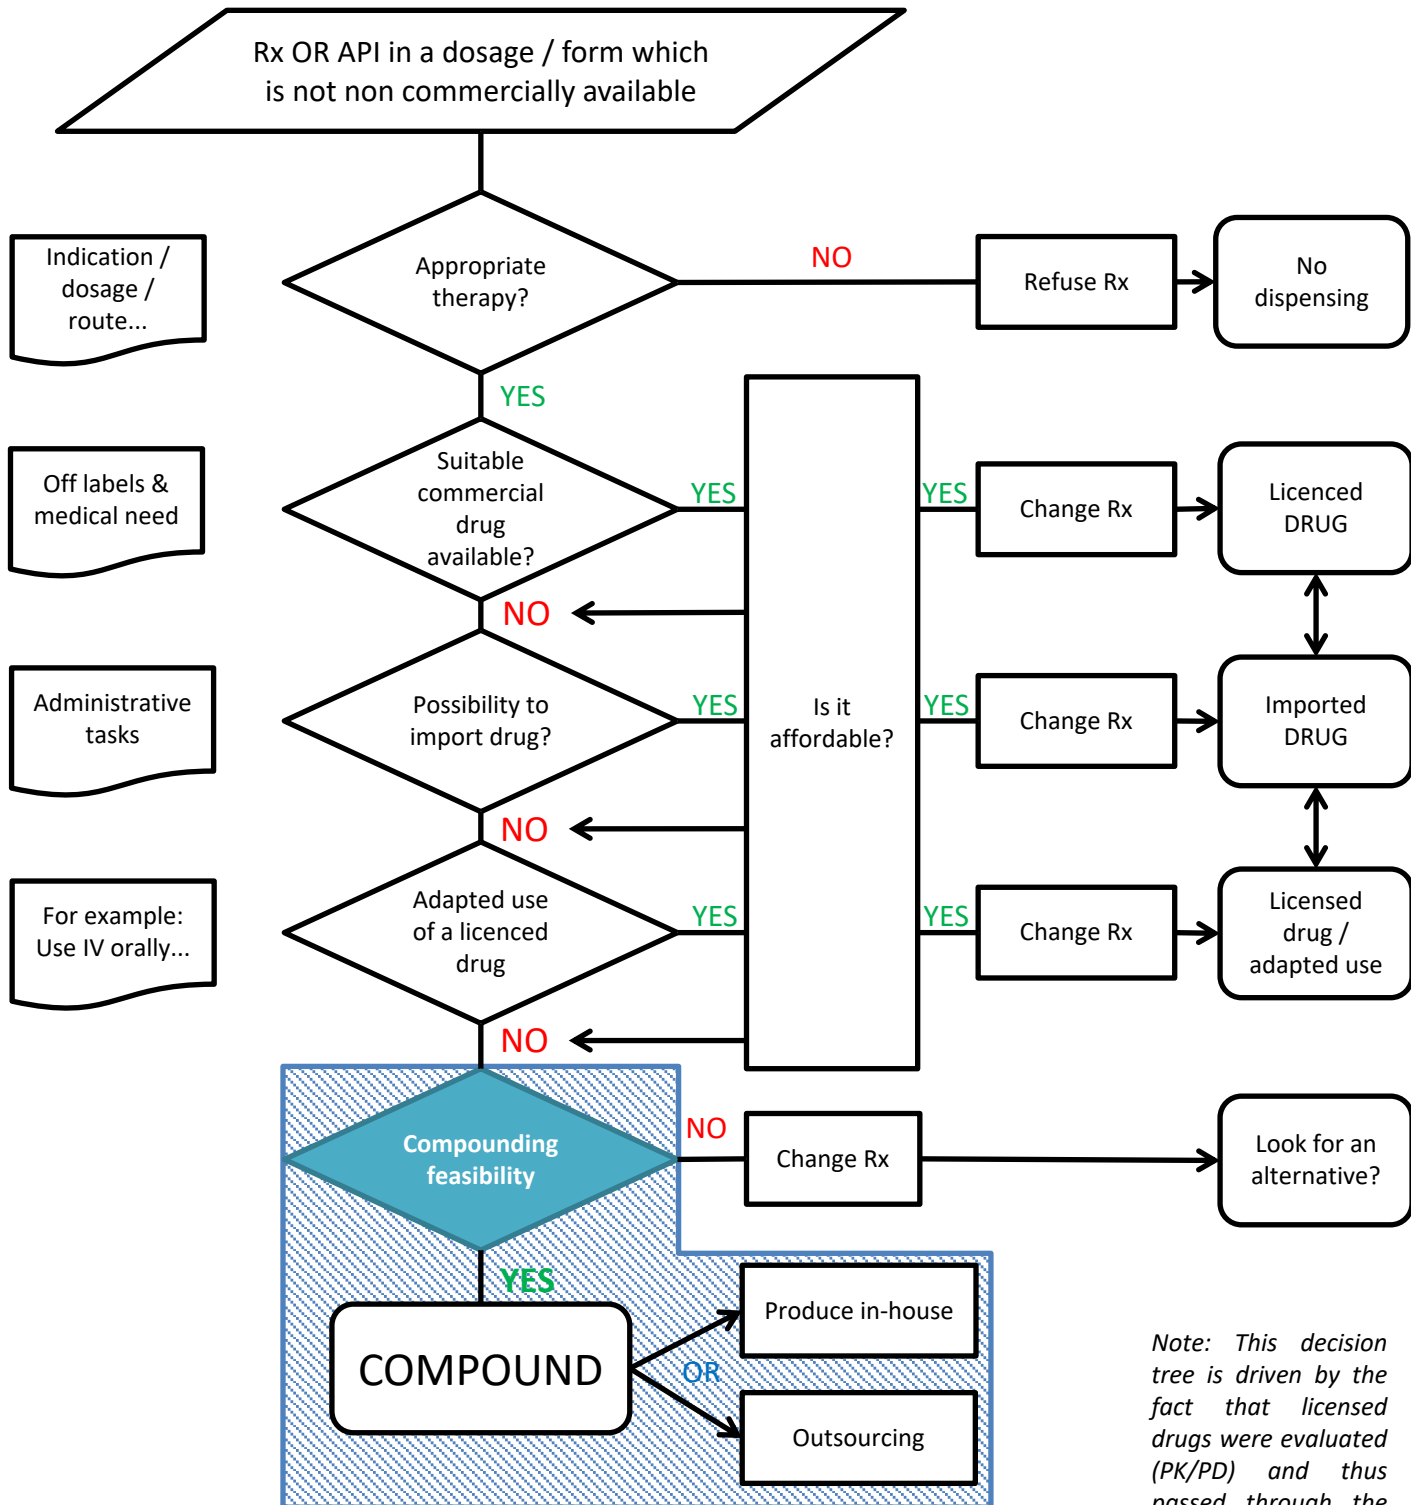 Rx OR API in a dosage / form which
is not non commercially available
Indication /
dosage /
route...
Appropriate
therapy?
NO
Refuse Rx
No
dispensing
YES
Off labels &
medical need
Suitable
commercial
drug
available?
YES
YES
Change Rx
Licenced
DRUG
NO
Administrative
tasks
Possibility to
import drug?
YES
Is it
affordable?
YES
Change Rx
Imported
DRUG
NO
For example:
Use IV orally...
Adapted use
of a licenced
drug
YES
YES
Change Rx
Licensed
drug /
adapted use
NO
Compounding
feasibility
NO
Change Rx
Look for an
alternative?
YES
COMPOUND
Produce in-house
OR
Outsourcing
Note: This decision
tree is driven by the
fact that licensed
drugs were evaluated
(PK/PD) and thus
passed through the